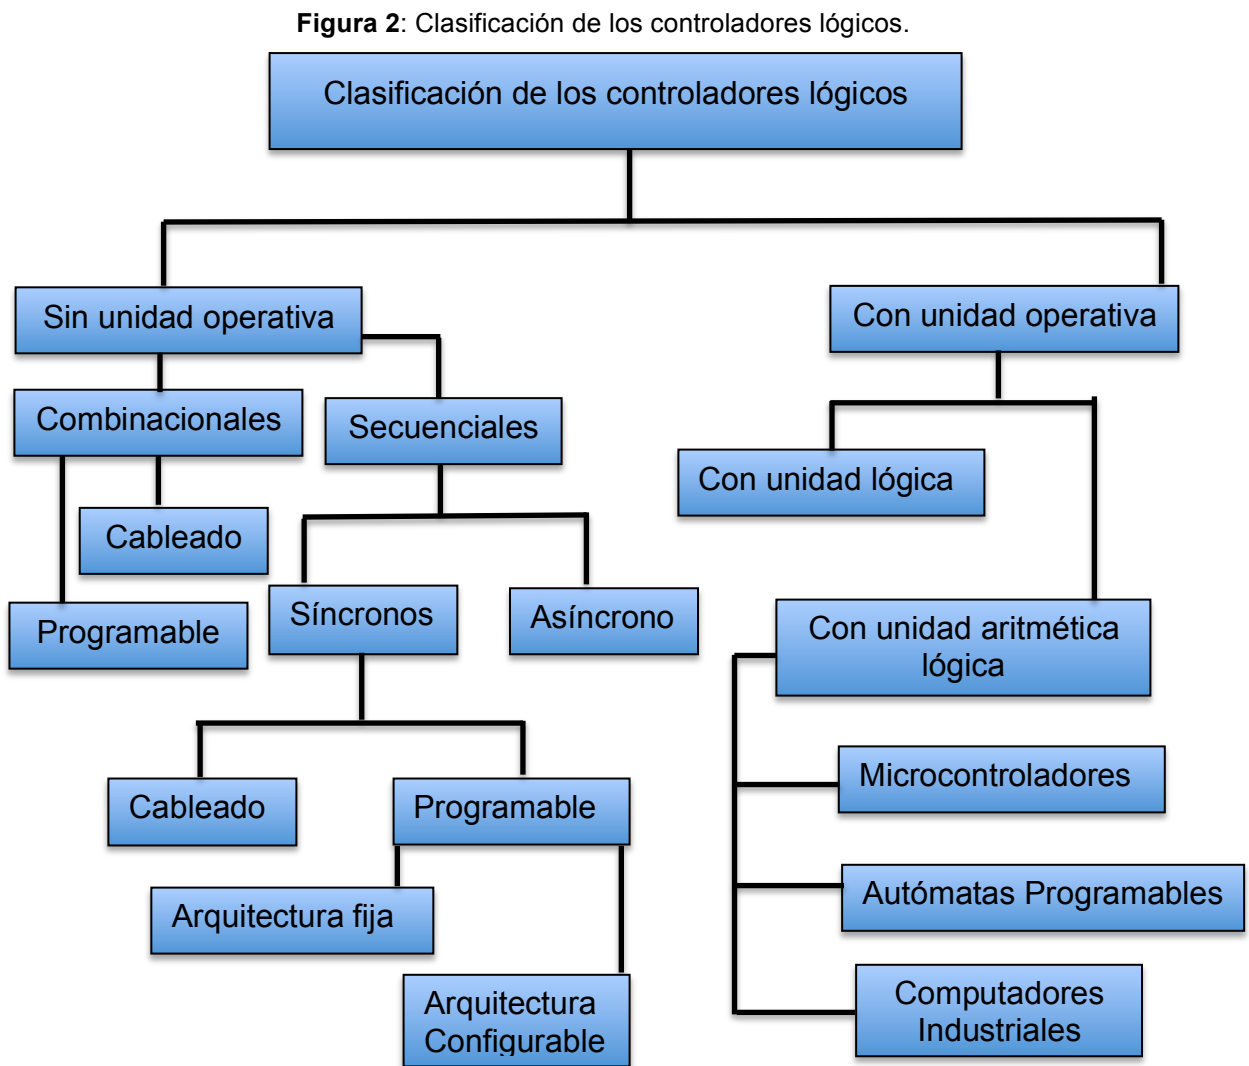 Figura 2: Clasificación de los controladores lógicos.
Clasificación de los controladores lógicos
Sin unidad operativa
Con unidad operativa
Combinacionales
Secuenciales
Con unidad lógica
Cableado
Síncronos
Asíncrono
Programable
Con unidad aritmética
lógica
Cableado
Programable
Microcontroladores
Arquitectura fija
Autómatas Programables
Arquitectura
Configurable
Computadores
Industriales